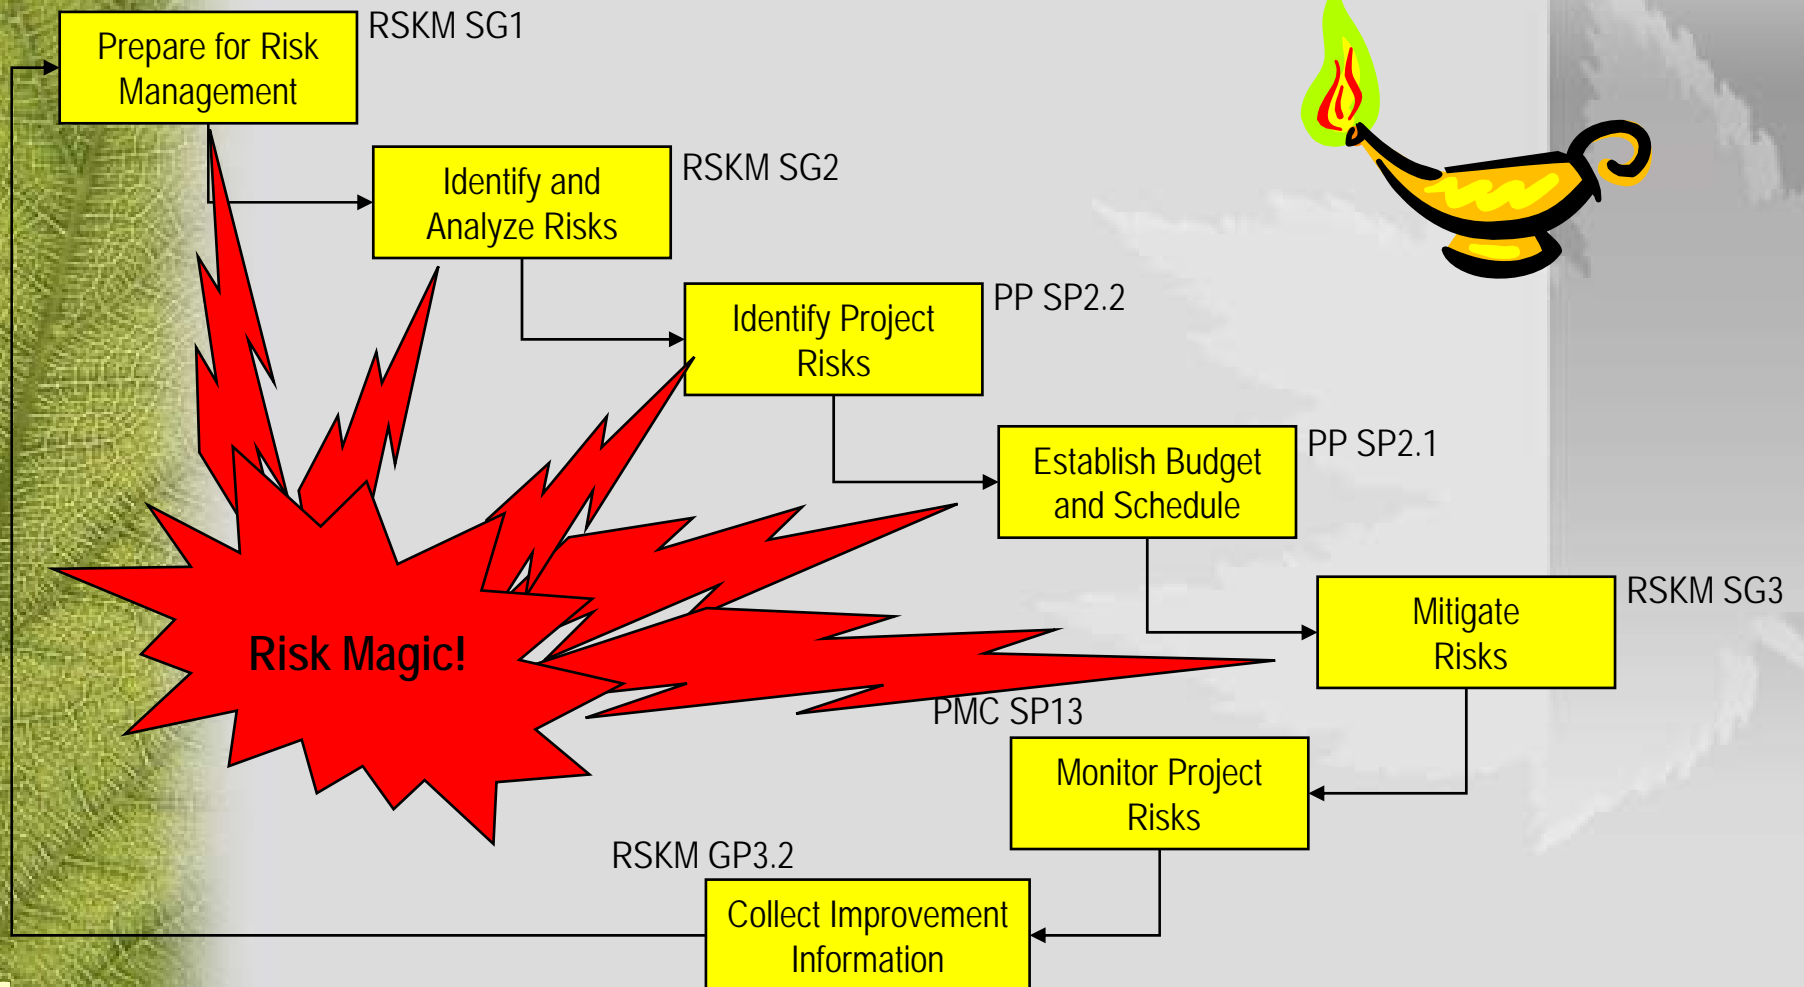 Prepare for Risk
Management
RSKM SG1
Identify and
Analyze Risks
RSKM SG2
Identify Project
Risks
PP SP2.2
Establish Budget
and Schedule
PP SP2.1
Mitigate
Risks
RSKM SG3
Risk Magic!
PMC SP13
Monitor Project
Risks
RSKM GP3.2
Collect Improvement
Information